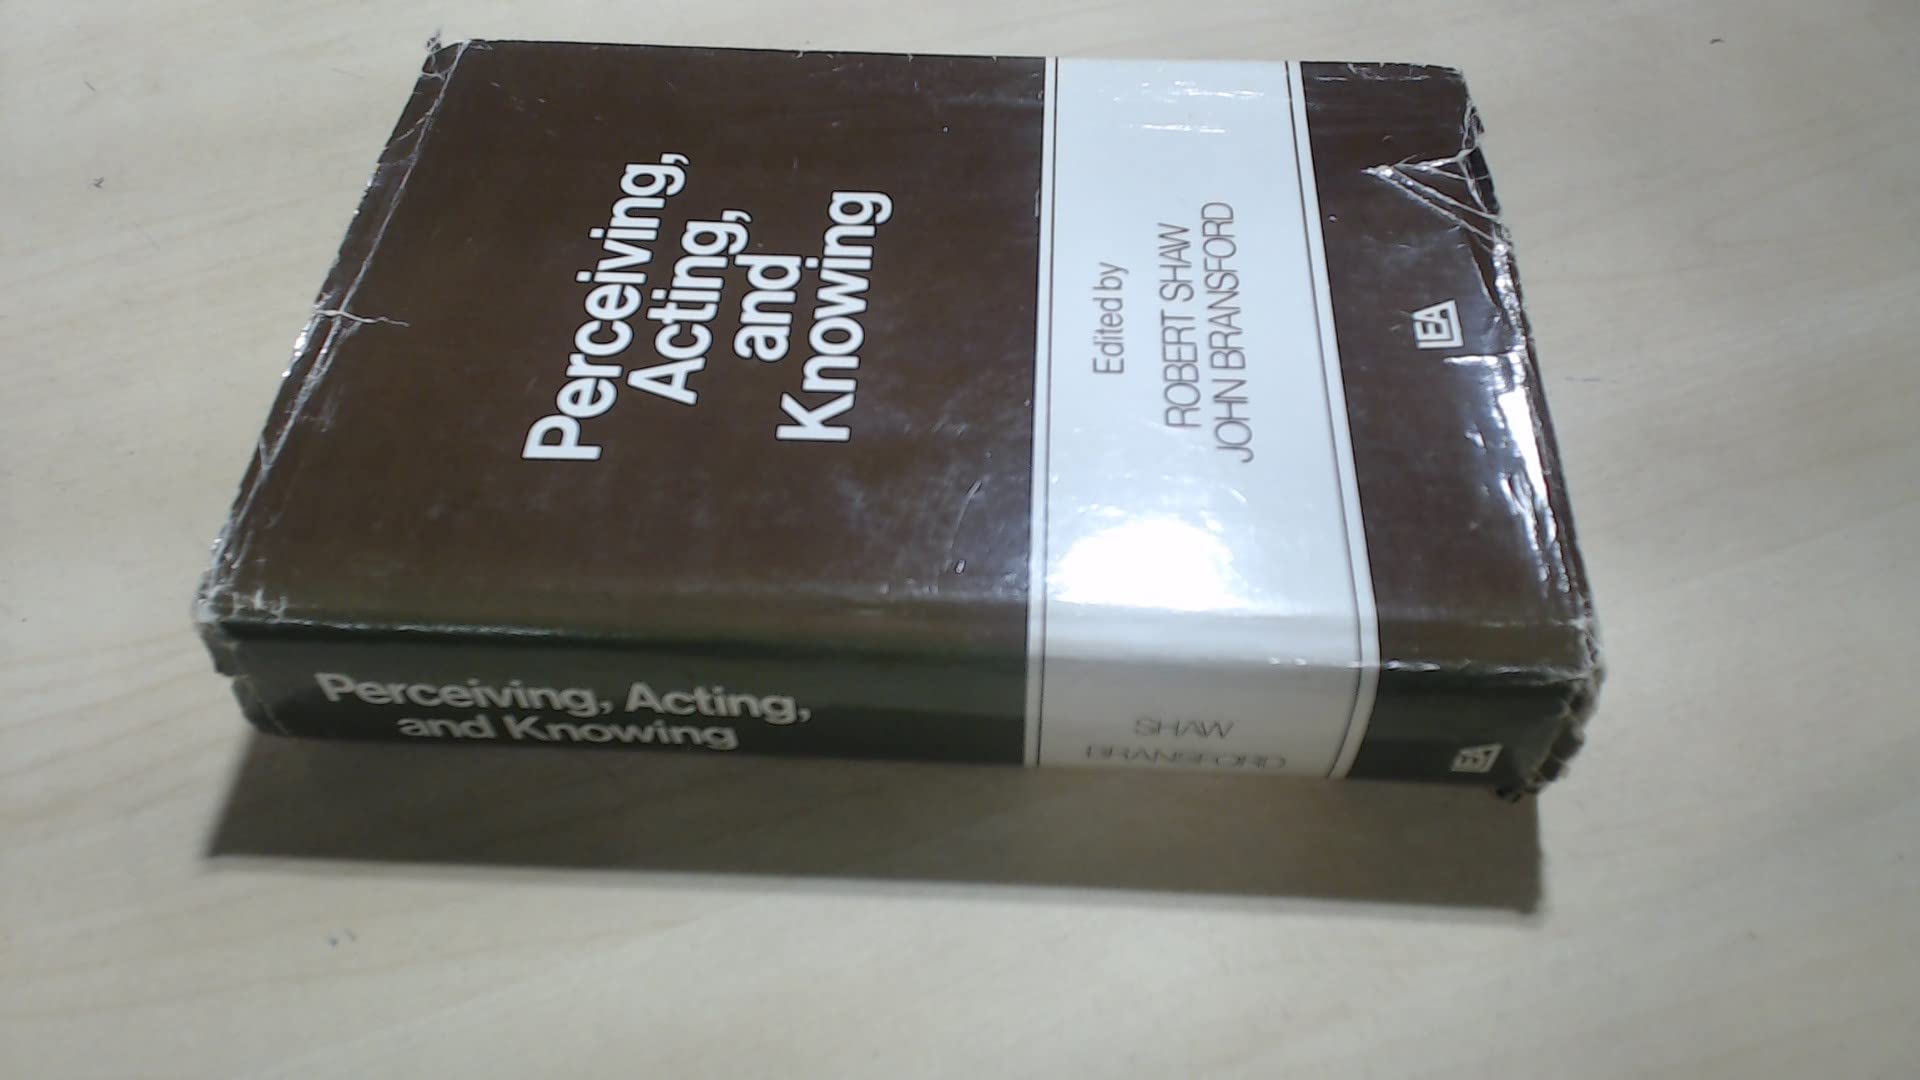 Perceiving,
Acting,
and
Knowing
Edited by
ROBERT SHAW
JOHN BRANSFORD
LEA
Perceiving, Acting,
and Knowing
SHAW
BRANSFORD
LEA